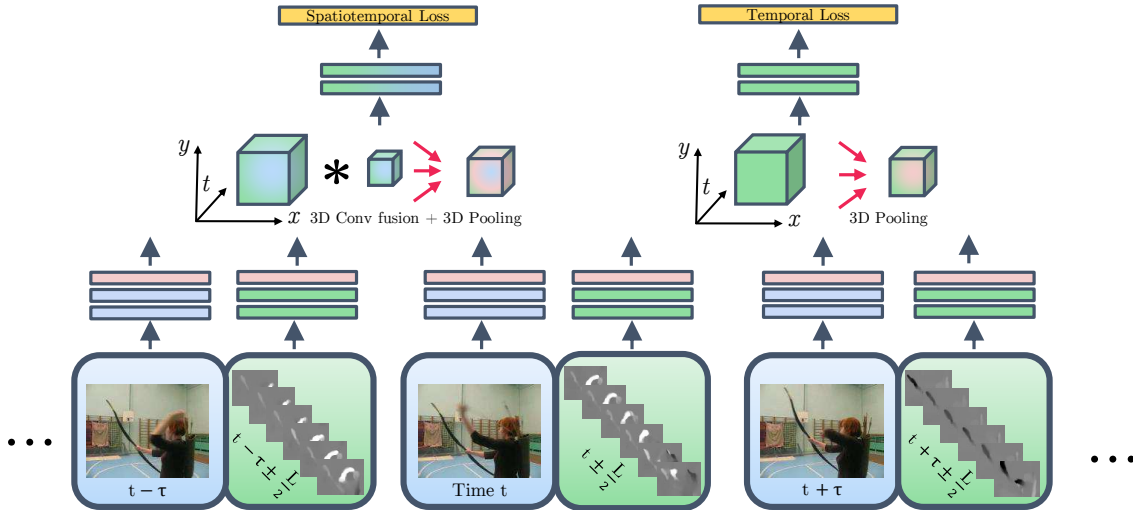 Spatiotemporal Loss
Temporal Loss
y
t
x
3D Conv fusion + 3D Pooling
*
y
t
x
3D Pooling
• • •
t − τ
t − τ ± L/2
Time t
t ± L/2
t + τ
t + τ ± L/2
• • •